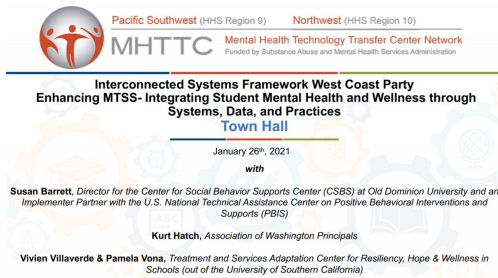 Pacific Southwest (HHS Region 9) Northwest (HHS Region 10)
MHTTC
Mental Health Technology Transfer Center Network
Funded by Substance Abuse and Mental Health Services Administration
Interconnected Systems Framework West Coast Party
Enhancing MTSS- Integrating Student Mental Health and Wellness through
Systems, Data, and Practices
Town Hall
January 26th, 2021
with
Susan Barrett, Director for the Center for Social Behavior Supports Center (CSBS) at Old Dominion University and an
Implementer Partner with the U.S. National Technical Assistance Center on Positive Behavioral Interventions and
Supports (PBIS)
Kurt Hatch, Association of Washington Principals
Vivien Villaverde & Pamela Vona, Treatment and Services Adaptation Center for Resiliency, Hope & Wellness in
Schools (out of the University of Southern California)